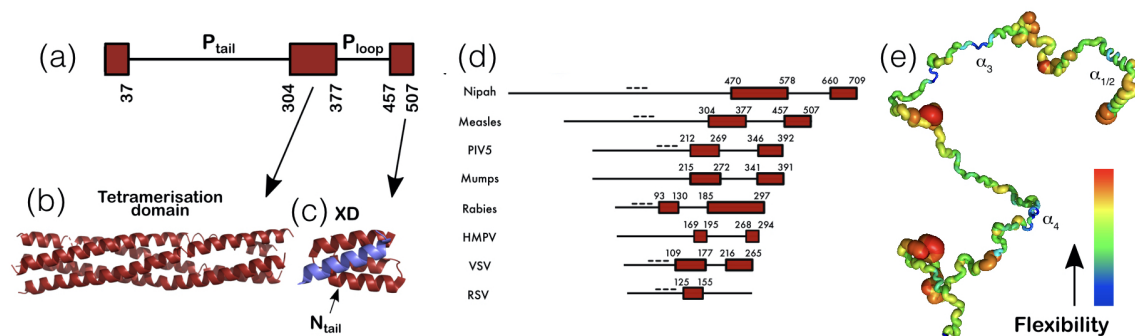 (a)
P_tail
P_loop
37
304
377
457
507
(b)
Tetramerisation
domain
(c)
XD
N_tail
(d)
Nipah
470 578 660 709
Measles
304 377 457 507
PIV5
212 269 346 392
Mumps
215 272 341 391
Rabies
93 130 185 297
HMPV
169 195 268 294
VSV
109 177 216 265
RSV
125 155
(e)
α3
α1/2
α4
Flexibility